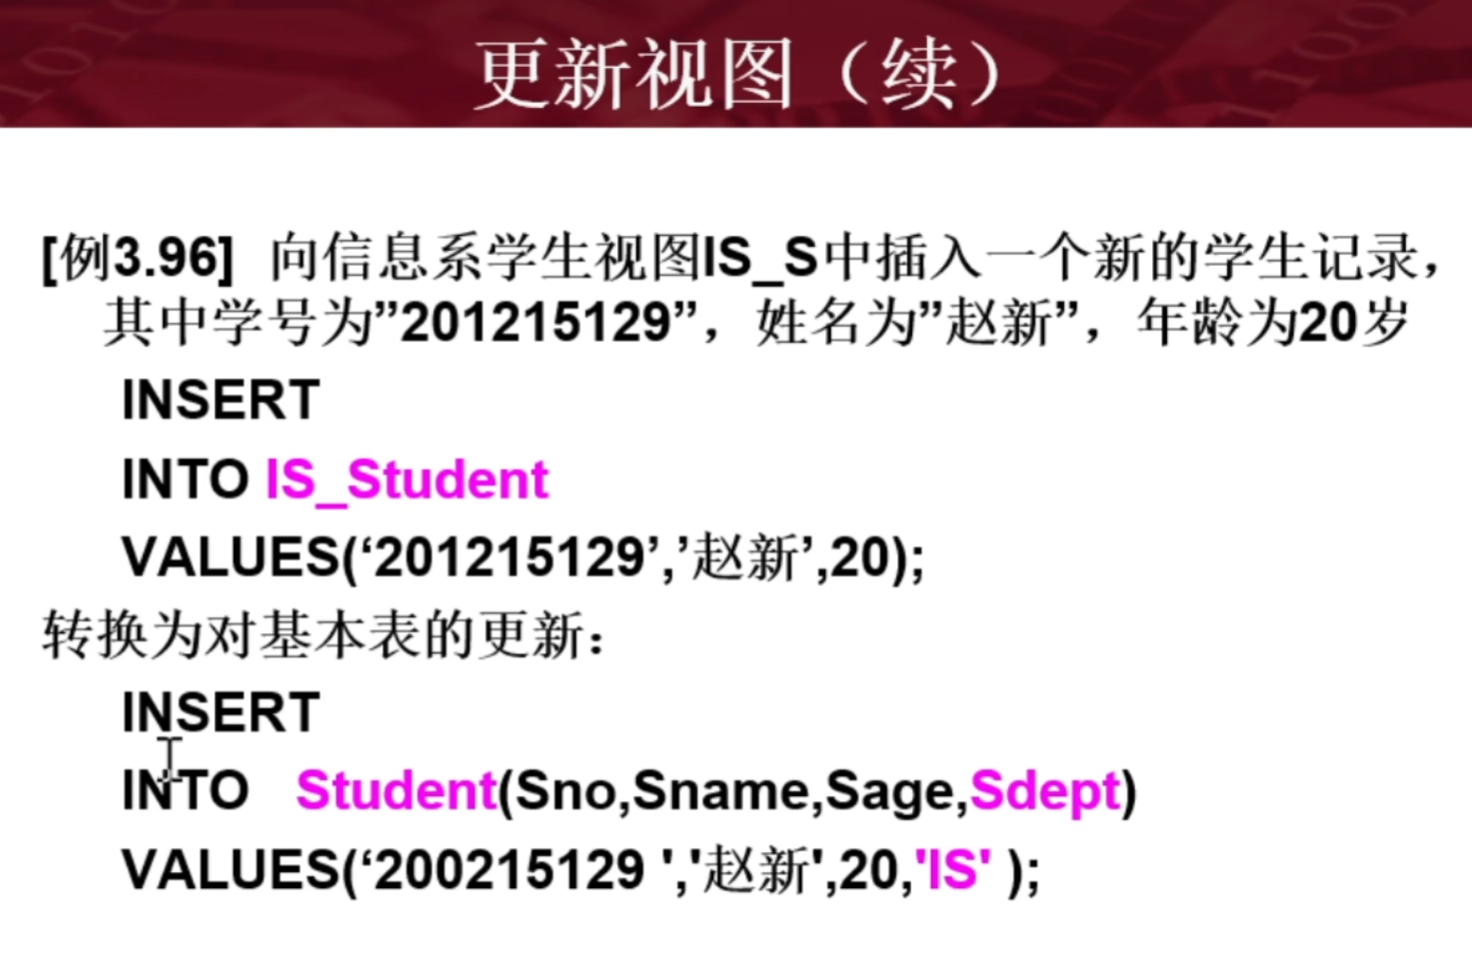 更新视图（续）
[例3.96] 向信息系学生视图IS_S中插入一个新的学生记录，
其中学号为”201215129”，姓名为”赵新”，年龄为20岁
INSERT
INTO IS_Student
VALUES(‘201215129’,’赵新’,20);
转换为对基本表的更新：
INSERT
INTO Student(Sno,Sname,Sage,Sdept)
VALUES(‘200215129 ','赵新',20,'IS' );